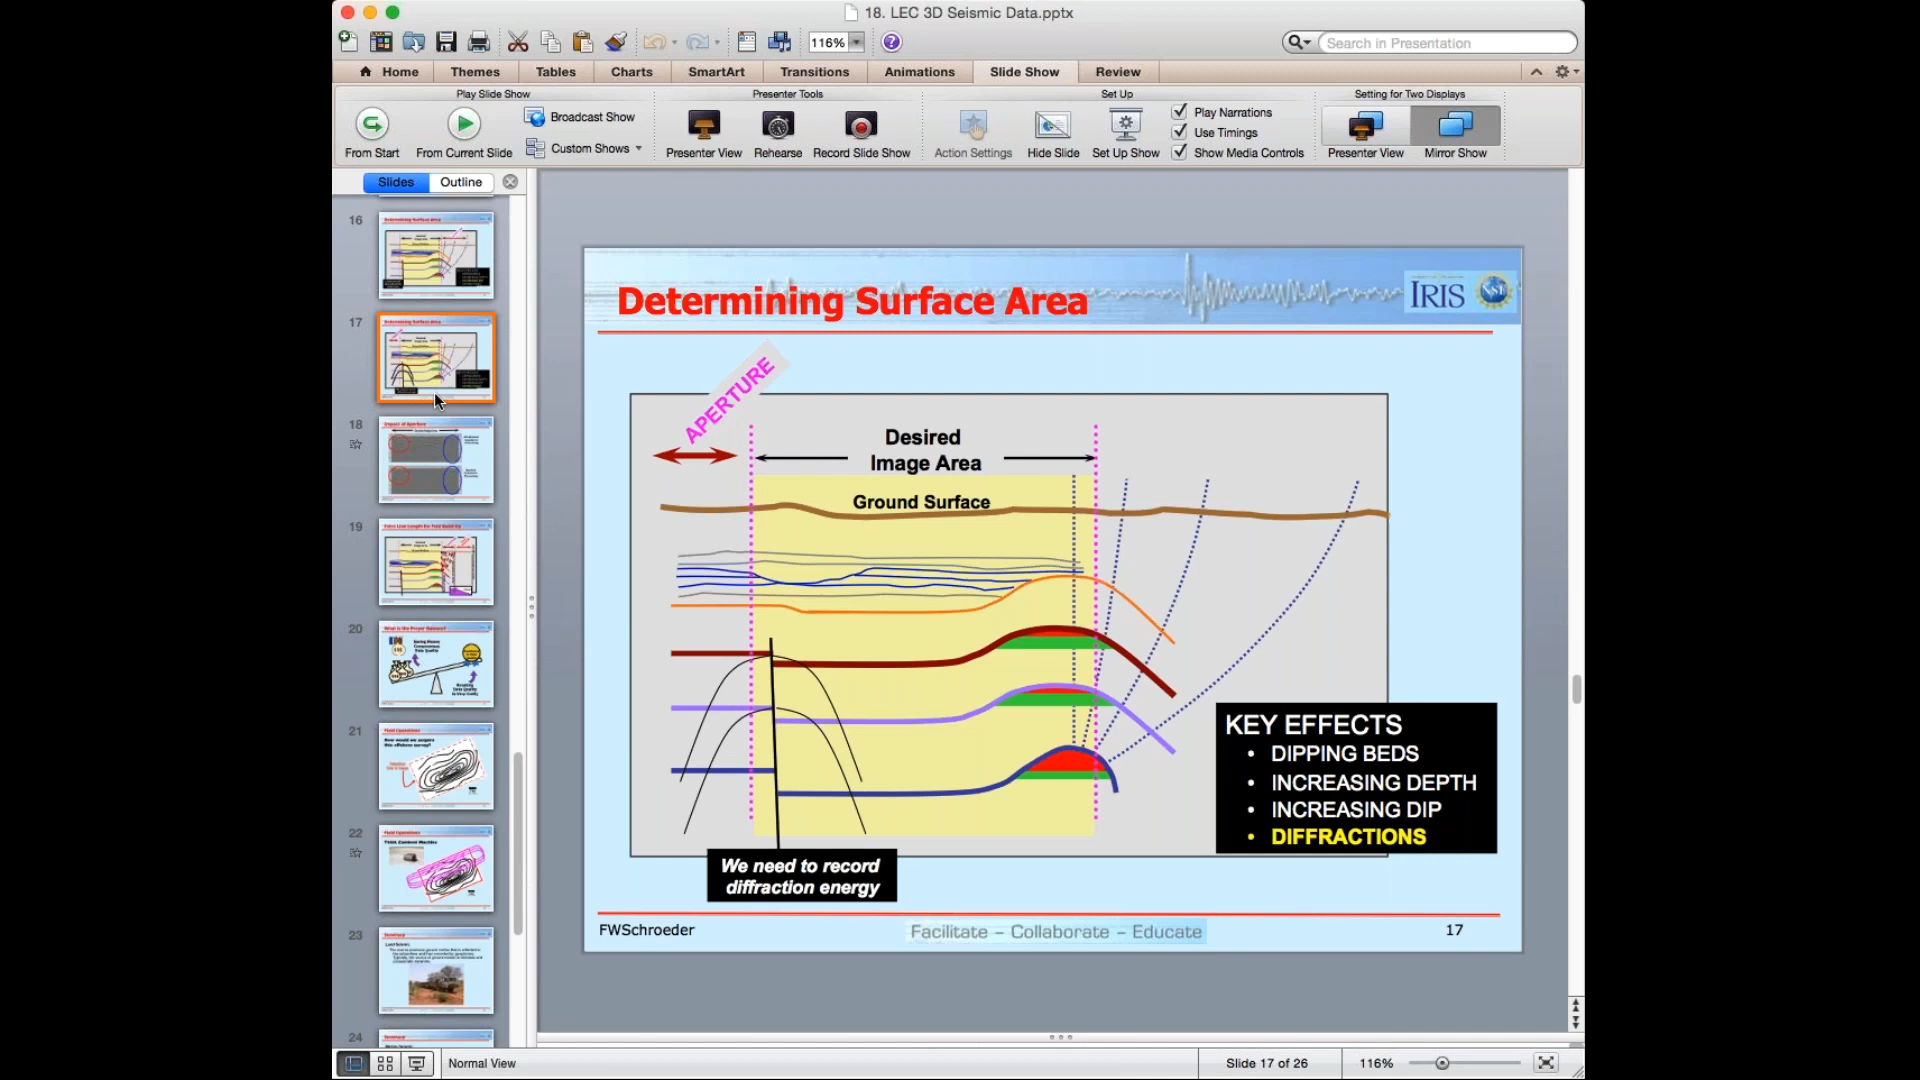 18. LEC 3D Seismic Data.pptx
116%
Search in Presentation
Home Themes Tables Charts SmartArt Transitions Animations Slide Show Review
Play Slide Show Presenter Tools Set Up Setting for Two Displays
From Start
From Current Slide
Broadcast Show
Custom Shows
Presenter View
Rehearse
Record Slide Show
Action Settings
Hide Slide
Set Up Show
Play Narrations
Use Timings
Show Media Controls
Presenter View
Mirror Show
Slides Outline
16
17
18
19
20
21
22
23
24
Determining Surface Area
IRIS
NSF
APERTURE
Desired
Image Area
Ground Surface
KEY EFFECTS
• DIPPING BEDS
• INCREASING DEPTH
• INCREASING DIP
• DIFFRACTIONS
We need to record
diffraction energy
FWSchroeder
Facilitate – Collaborate – Educate
17
Normal View
Slide 17 of 26
116%